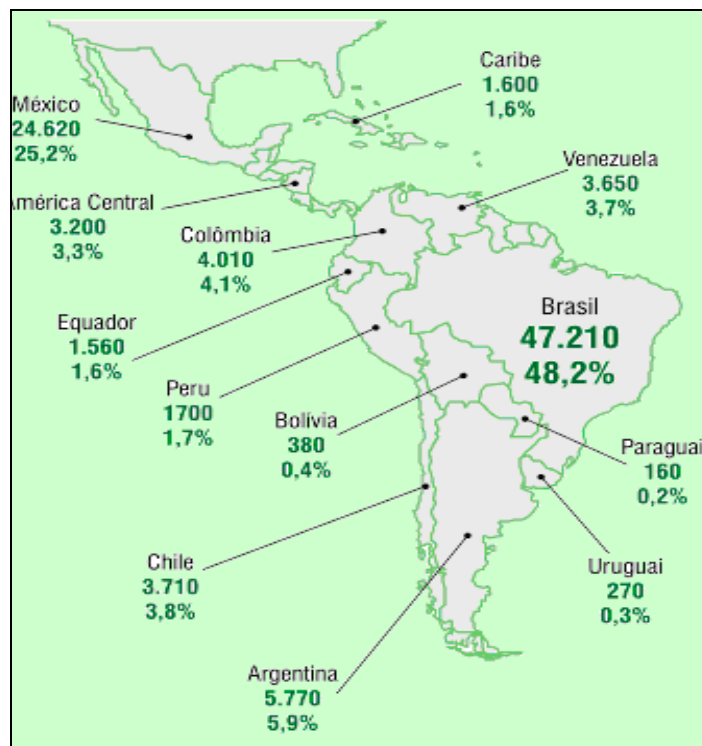 Caribe
1.600
1,6%
México
24.620
25,2%
Venezuela
3.650
3,7%
América Central
3.200
3,3%
Colômbia
4.010
4,1%
Brasil
47.210
48,2%
Equador
1.560
1,6%
Peru
1700
1,7%
Bolívia
380
0,4%
Paraguai
160
0,2%
Chile
3.710
3,8%
Uruguai
270
0,3%
Argentina
5.770
5,9%